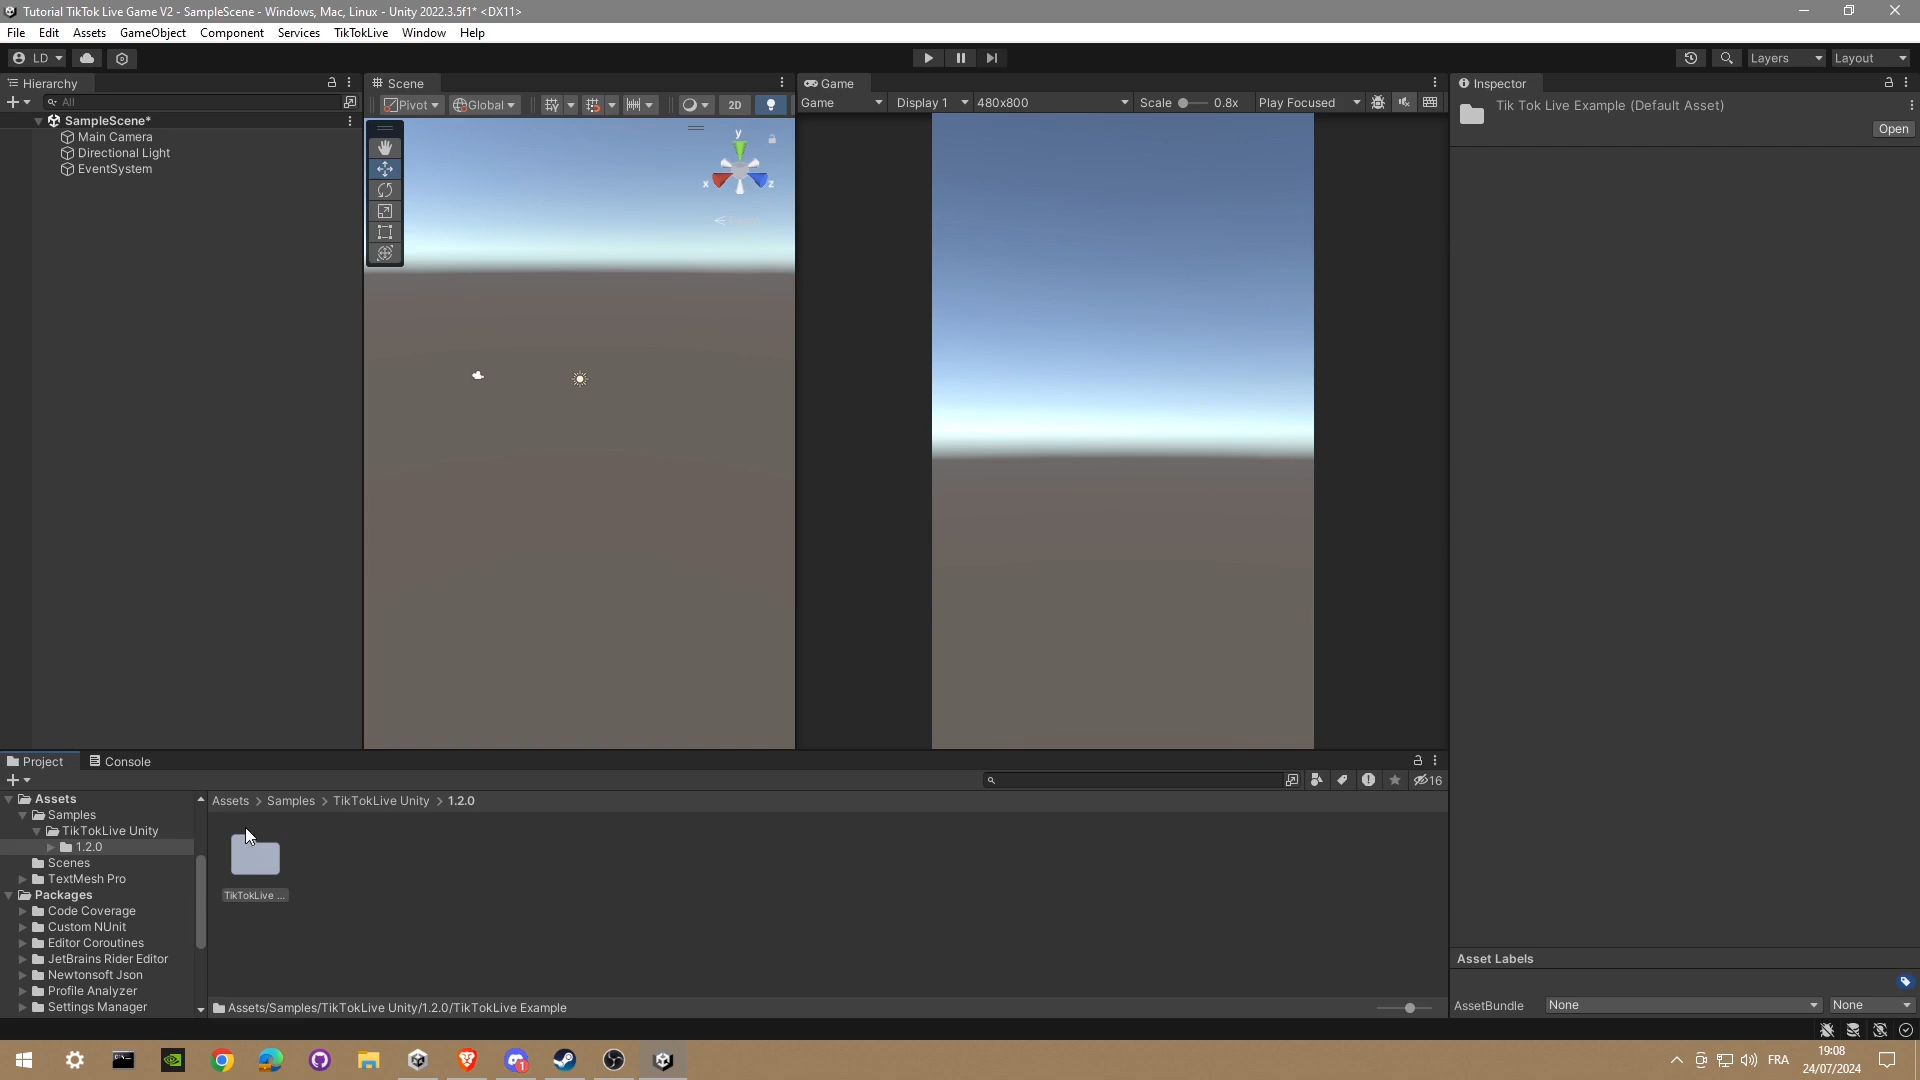 Tutorial TikTok Live Game V2 - SampleScene - Windows, Mac, Linux - Unity 2022.3.5f1* <DX11>
File Edit Assets GameObject Component Services TikTokLive Window Help
LD Layers Layout
Hierarchy
All
SampleScene*
Main Camera
Directional Light
EventSystem
Scene
Pivot Global 2D
y
x z
Game
Game Display 1 480x800 Scale 0.8x Play Focused
Inspector
Tik Tok Live Example (Default Asset)
Open
Project Console
16
Assets
Samples
TikTokLive Unity
1.2.0
Scenes
TextMesh Pro
Packages
Code Coverage
Custom NUnit
Editor Coroutines
JetBrains Rider Editor
Newtonsoft Json
Profile Analyzer
Settings Manager
Assets > Samples > TikTokLive Unity > 1.2.0
TikTokLive ...
Assets/Samples/TikTokLive Unity/1.2.0/TikTokLive Example
Asset Labels
AssetBundle None None
1
FRA
19:08
24/07/2024